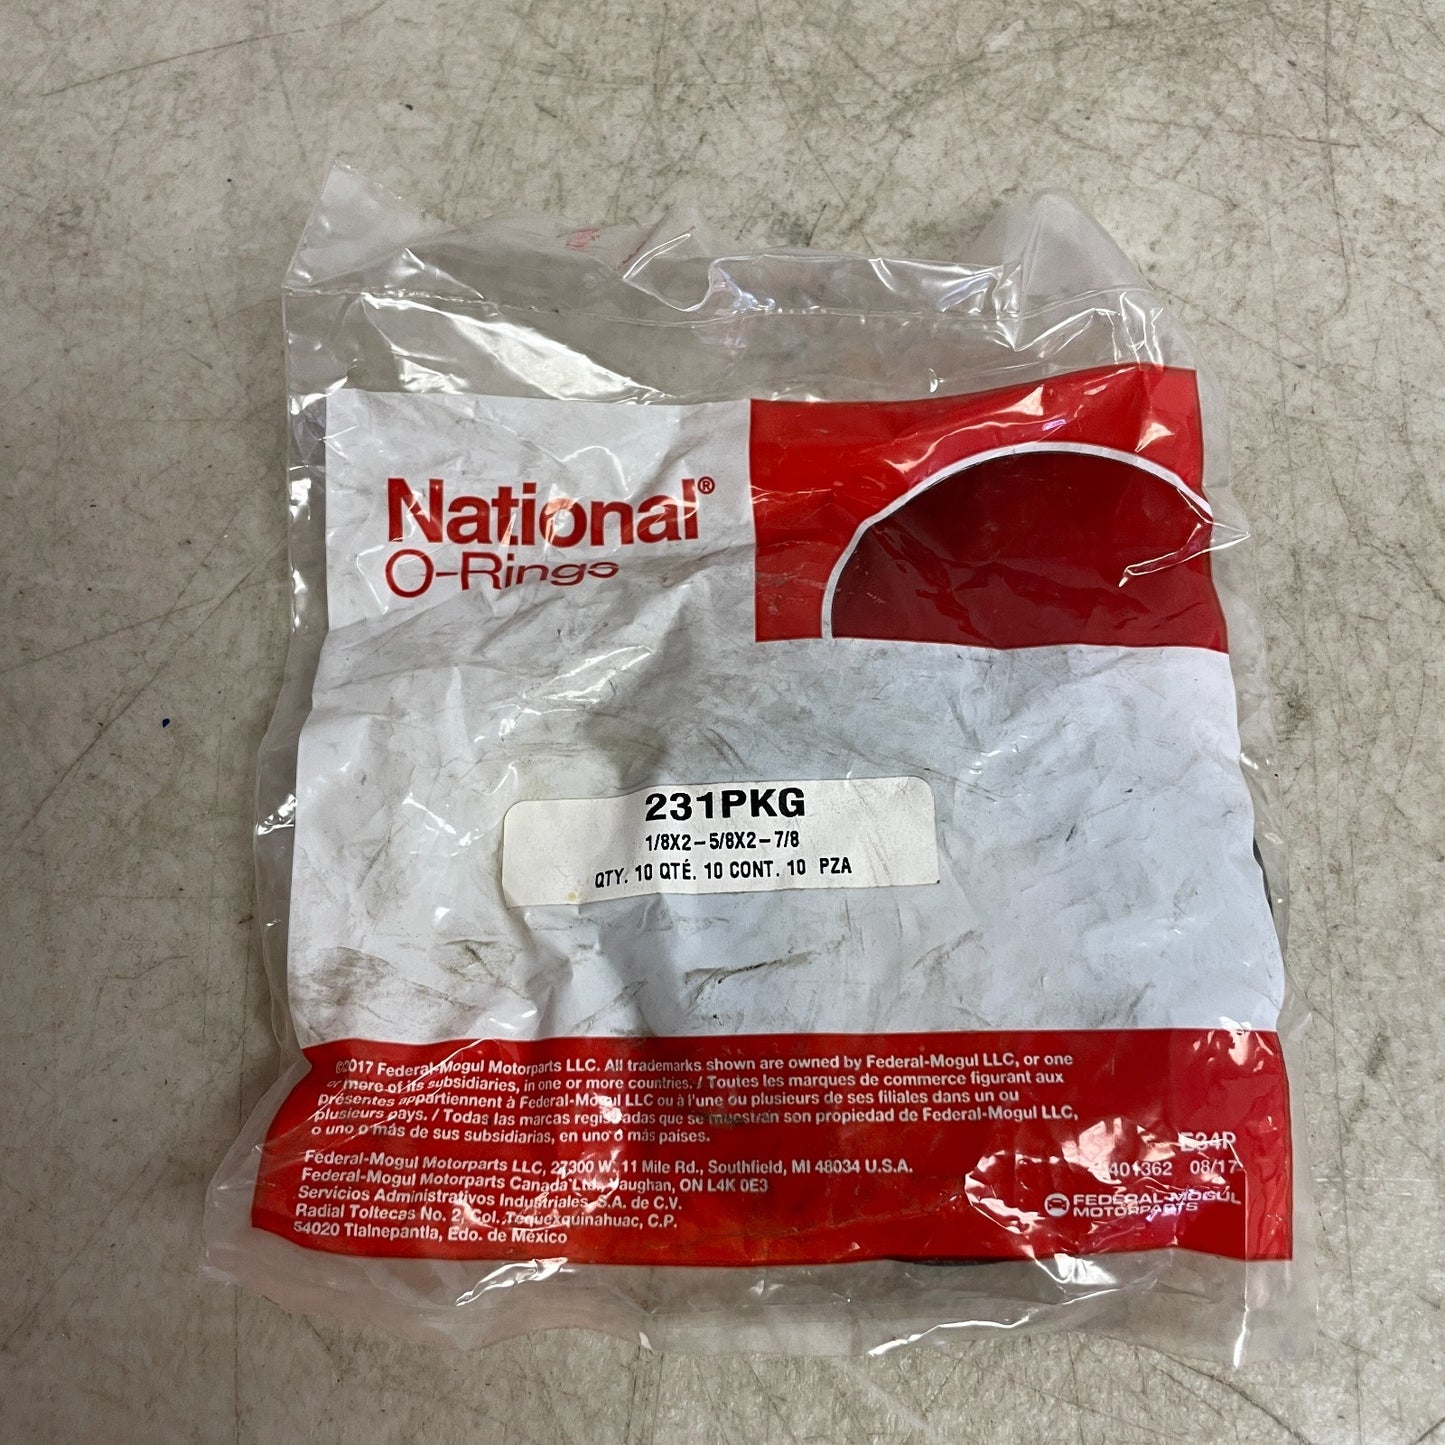 National®
O-Rings
231PKG
1/8X2-5/8X2-7/8
QTY. 10 QTÉ. 10 CONT. 10 PZA
©2017 Federal-Mogul Motorparts LLC. All trademarks shown are owned by Federal-Mogul LLC, or one
or more of its subsidiaries, in one or more countries. / Toutes les marques de commerce figurant aux
présentes appartiennent à Federal-Mogul LLC ou à l'une ou plusieurs de ses filiales dans un ou
plusieurs pays. / Todas las marcas registradas que se muestran son propiedad de Federal-Mogul LLC,
o uno o más de sus subsidiarias, en uno ó más países.
Federal-Mogul Motorparts LLC, 27300 W. 11 Mile Rd., Southfield, MI 48034 U.S.A.
Federal-Mogul Motorparts Canada Ltd., Vaughan, ON L4K 0E3
Servicios Administrativos Industriales, S.A. de C.V.
Radial Toltecas No. 2, Col. Tequexquinahuac, C.P.
54020 Tlalnepantla, Edo. de México
E34R
401362 08/17
FEDERAL-MOGUL
MOTORPARTS